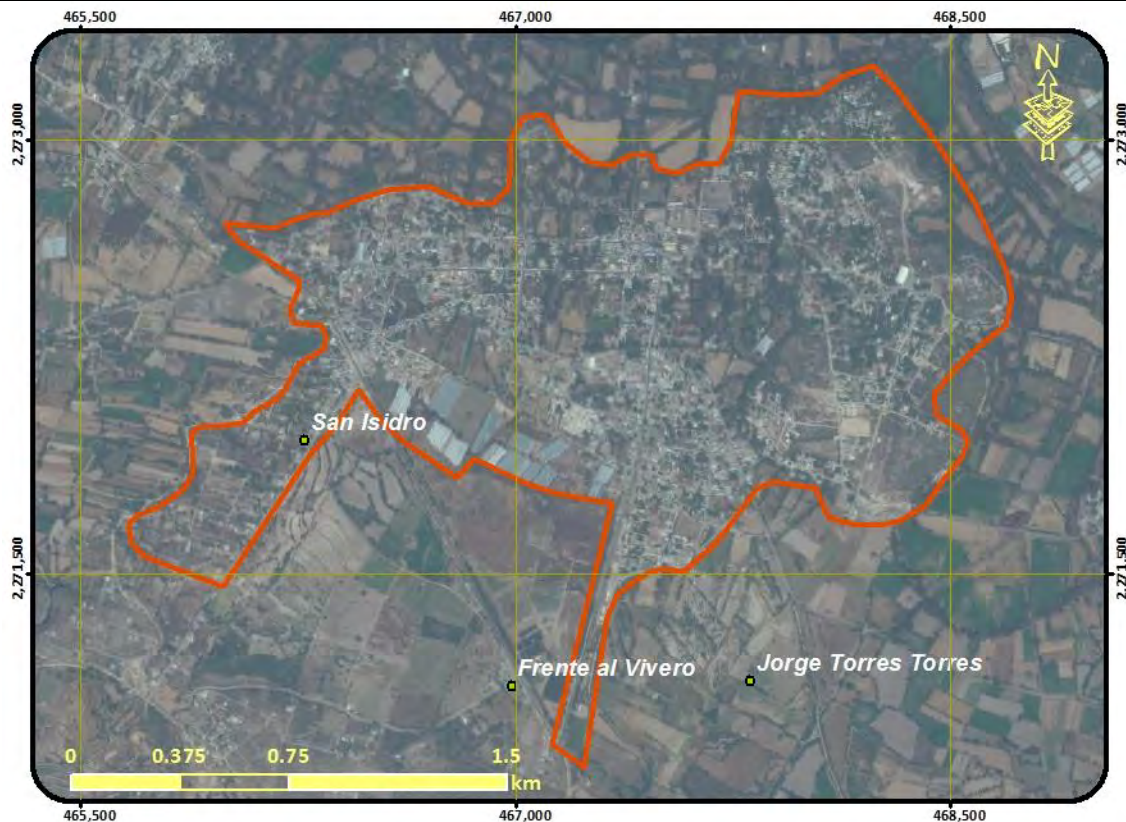 465,500 467,000 468,500
N
2,273,000 2,273,000
San Isidro
2,271,500 2,271,500
Frente al Vivero
Jorge Torres Torres
0 0.375 0.75 1.5
km
465,500 467,000 468,500